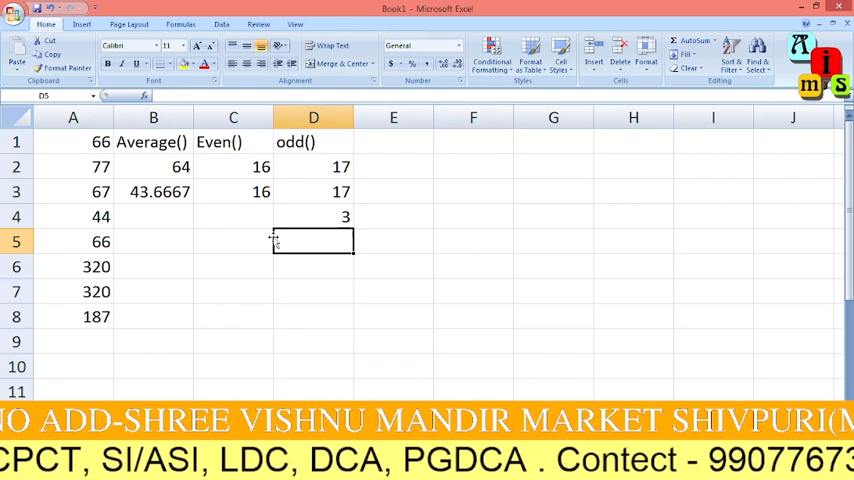 Book1 - Microsoft Excel
Home Insert Page Layout Formulas Data Review View
Cut Calibri 11 Wrap Text General AutoSum
Copy Fill
Paste Format Painter B I U Merge & Center $ % , Conditional Formatting Format as Table Cell Styles Insert Delete Format Clear Sort & Filter Find & Select
Clipboard Font Alignment Number Styles Cells Editing
A I m S
D5 fx
A B C D E F G H I J
1 66 Average() Even() odd()
2 77 64 16 17
3 67 43.6667 16 17
4 44 3
5 66
6 320
7 320
8 187
9
10
11
NO ADD-SHREE VISHNU MANDIR MARKET SHIVPURI(M
CPCT, SI/ASI, LDC, DCA, PGDCA . Contect - 99077673